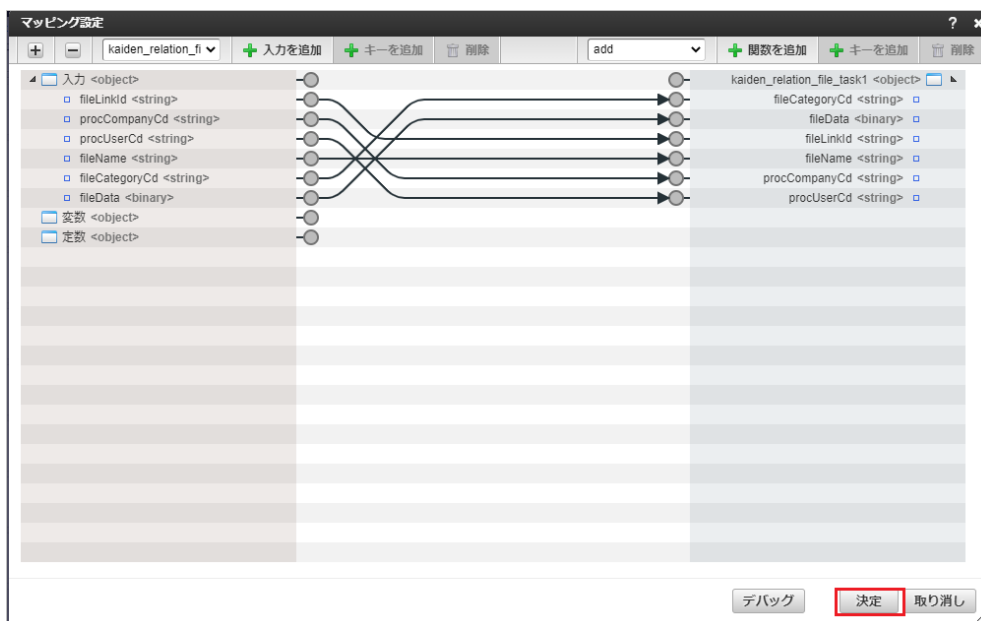 マッピング設定 ? ×
kaiden_relation_fi 入力を追加 キーを追加 削除 add 関数を追加 キーを追加 削除
入力 <object> kaiden_relation_file_task1 <object>
fileLinkId <string> fileCategoryCd <string>
procCompanyCd <string> fileData <binary>
procUserCd <string> fileLinkId <string>
fileName <string> fileName <string>
fileCategoryCd <string> procCompanyCd <string>
fileData <binary> procUserCd <string>
変数 <object>
定数 <object>
デバッグ 決定 取り消し